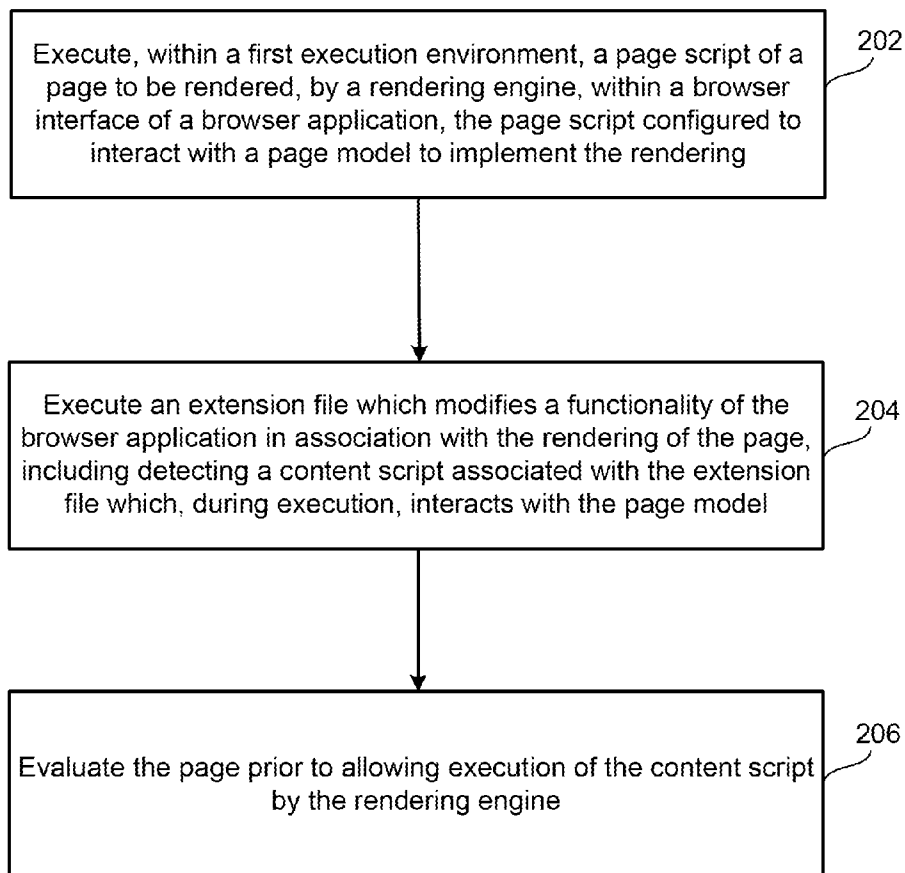 Execute, within a first execution environment, a page script of a
page to be rendered, by a rendering engine, within a browser
interface of a browser application, the page script configured to
interact with a page model to implement the rendering
202
Execute an extension file which modifies a functionality of the
browser application in association with the rendering of the page,
including detecting a content script associated with the extension
file which, during execution, interacts with the page model
204
Evaluate the page prior to allowing execution of the content script
by the rendering engine
206